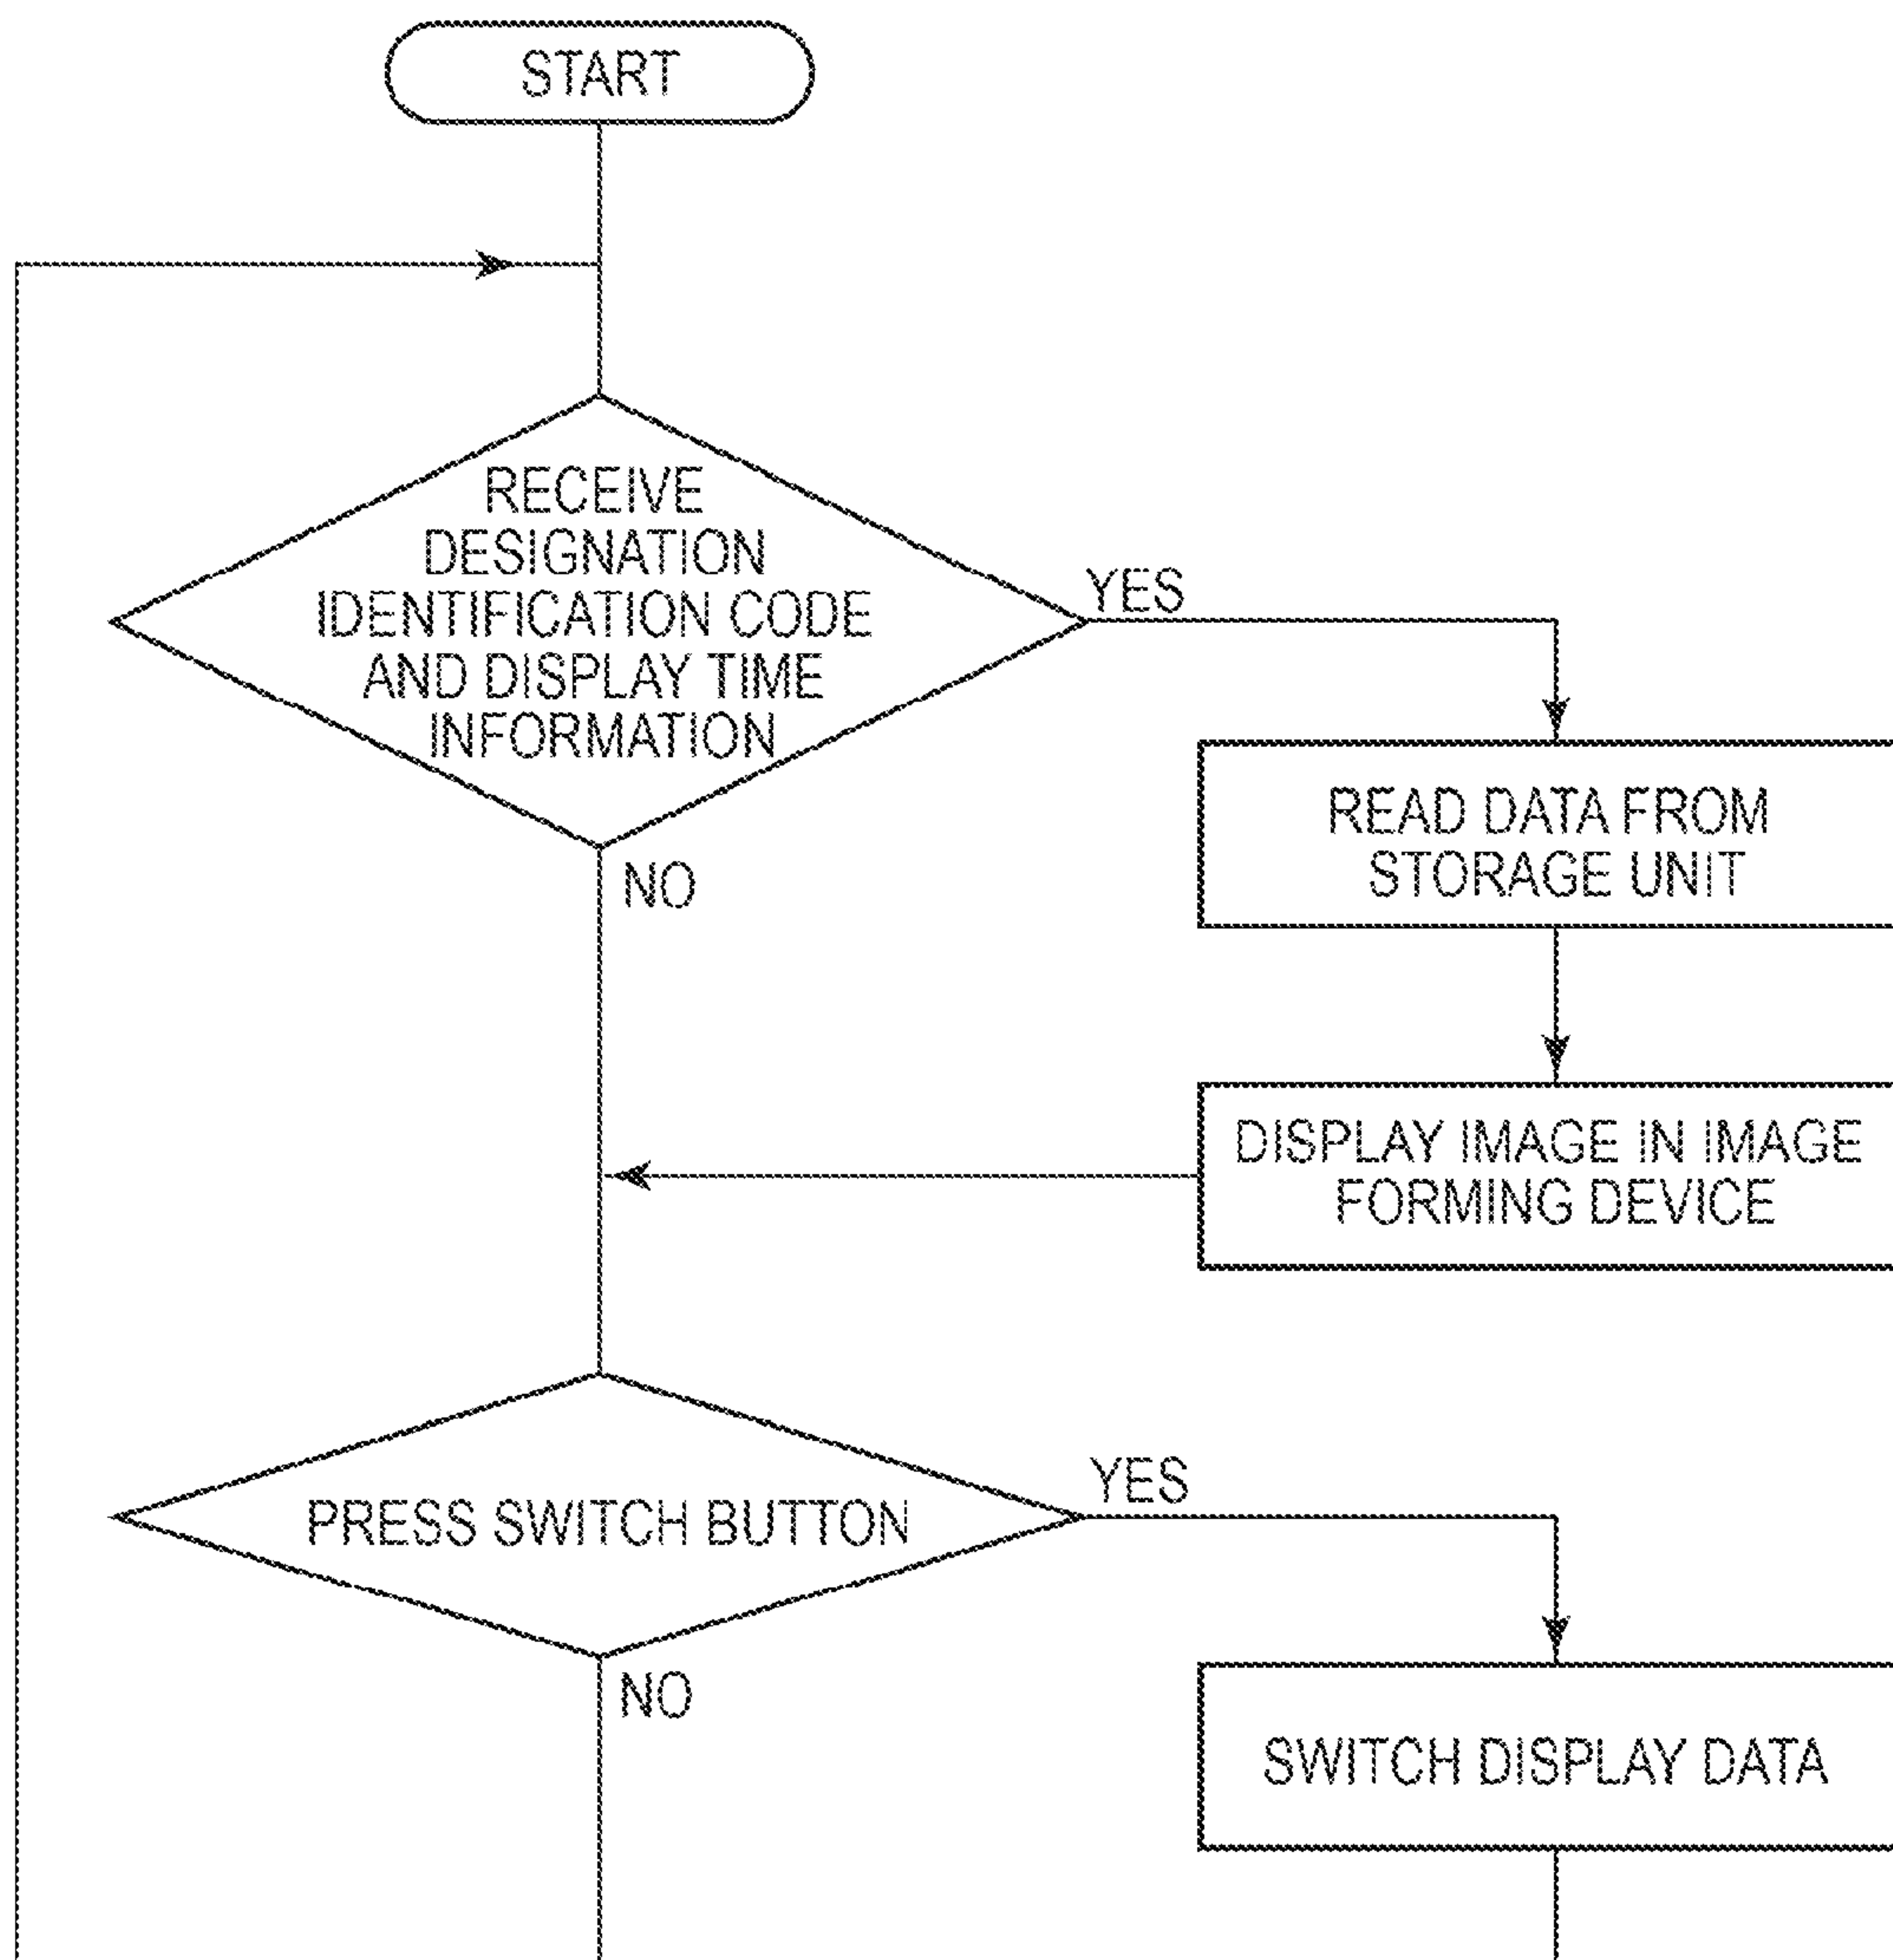 START
RECEIVE
DESIGNATION
IDENTIFICATION CODE
AND DISPLAY TIME
INFORMATION
YES
NO
READ DATA FROM
STORAGE UNIT
DISPLAY IMAGE IN IMAGE
FORMING DEVICE
PRESS SWITCH BUTTON
YES
NO
SWITCH DISPLAY DATA